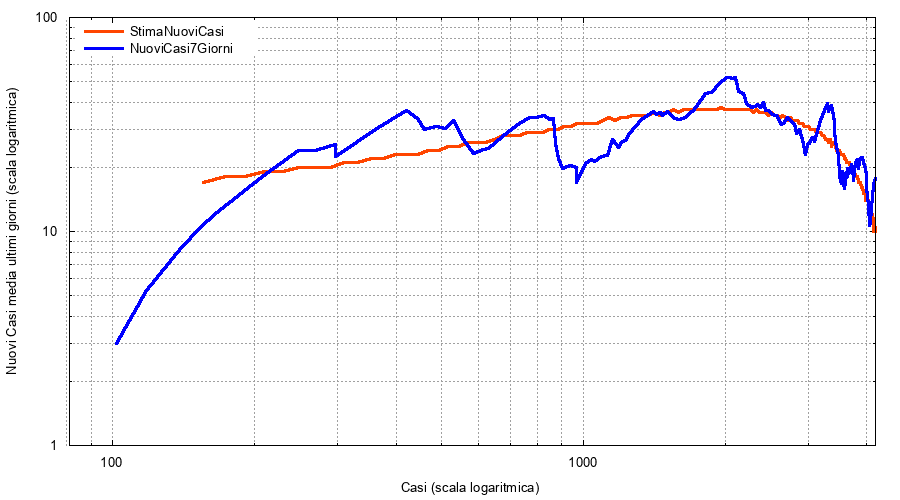 100
StimaNuoviCasi
NuoviCasi7Giorni
Nuovi Casi media ultimi giorni (scala logaritmica)
10
1
100
1000
Casi (scala logaritmica)